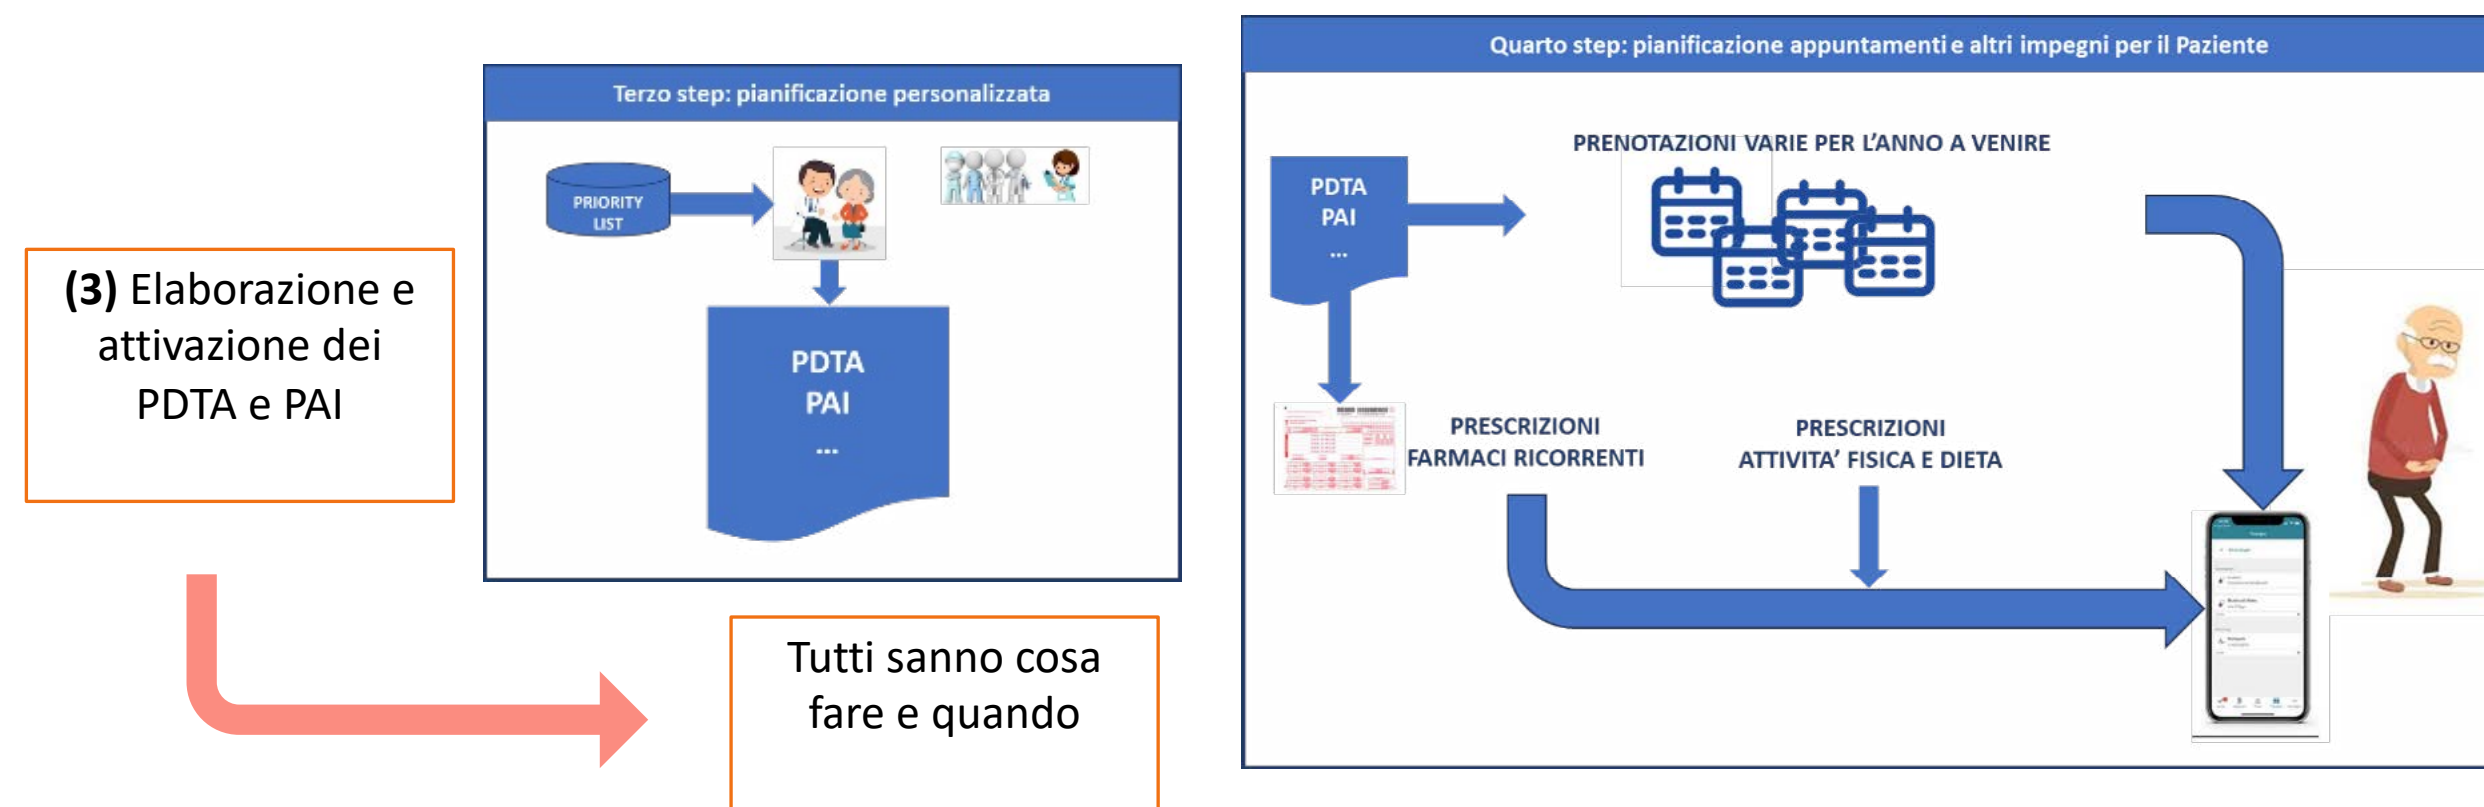 (3) Elaborazione e
attivazione dei
PDTA e PAI
Terzo step: pianificazione personalizzata
PRIORITY
LIST
PDTA
PAI
...
Tutti sanno cosa
fare e quando
Quarto step: pianificazione appuntamenti e altri impegni per il Paziente
PRENOTAZIONI VARIE PER L'ANNO A VENIRE
PDTA
PAI
...
PRESCRIZIONI
FARMACI RICORRENTI
PRESCRIZIONI
ATTIVITA' FISICA E DIETA